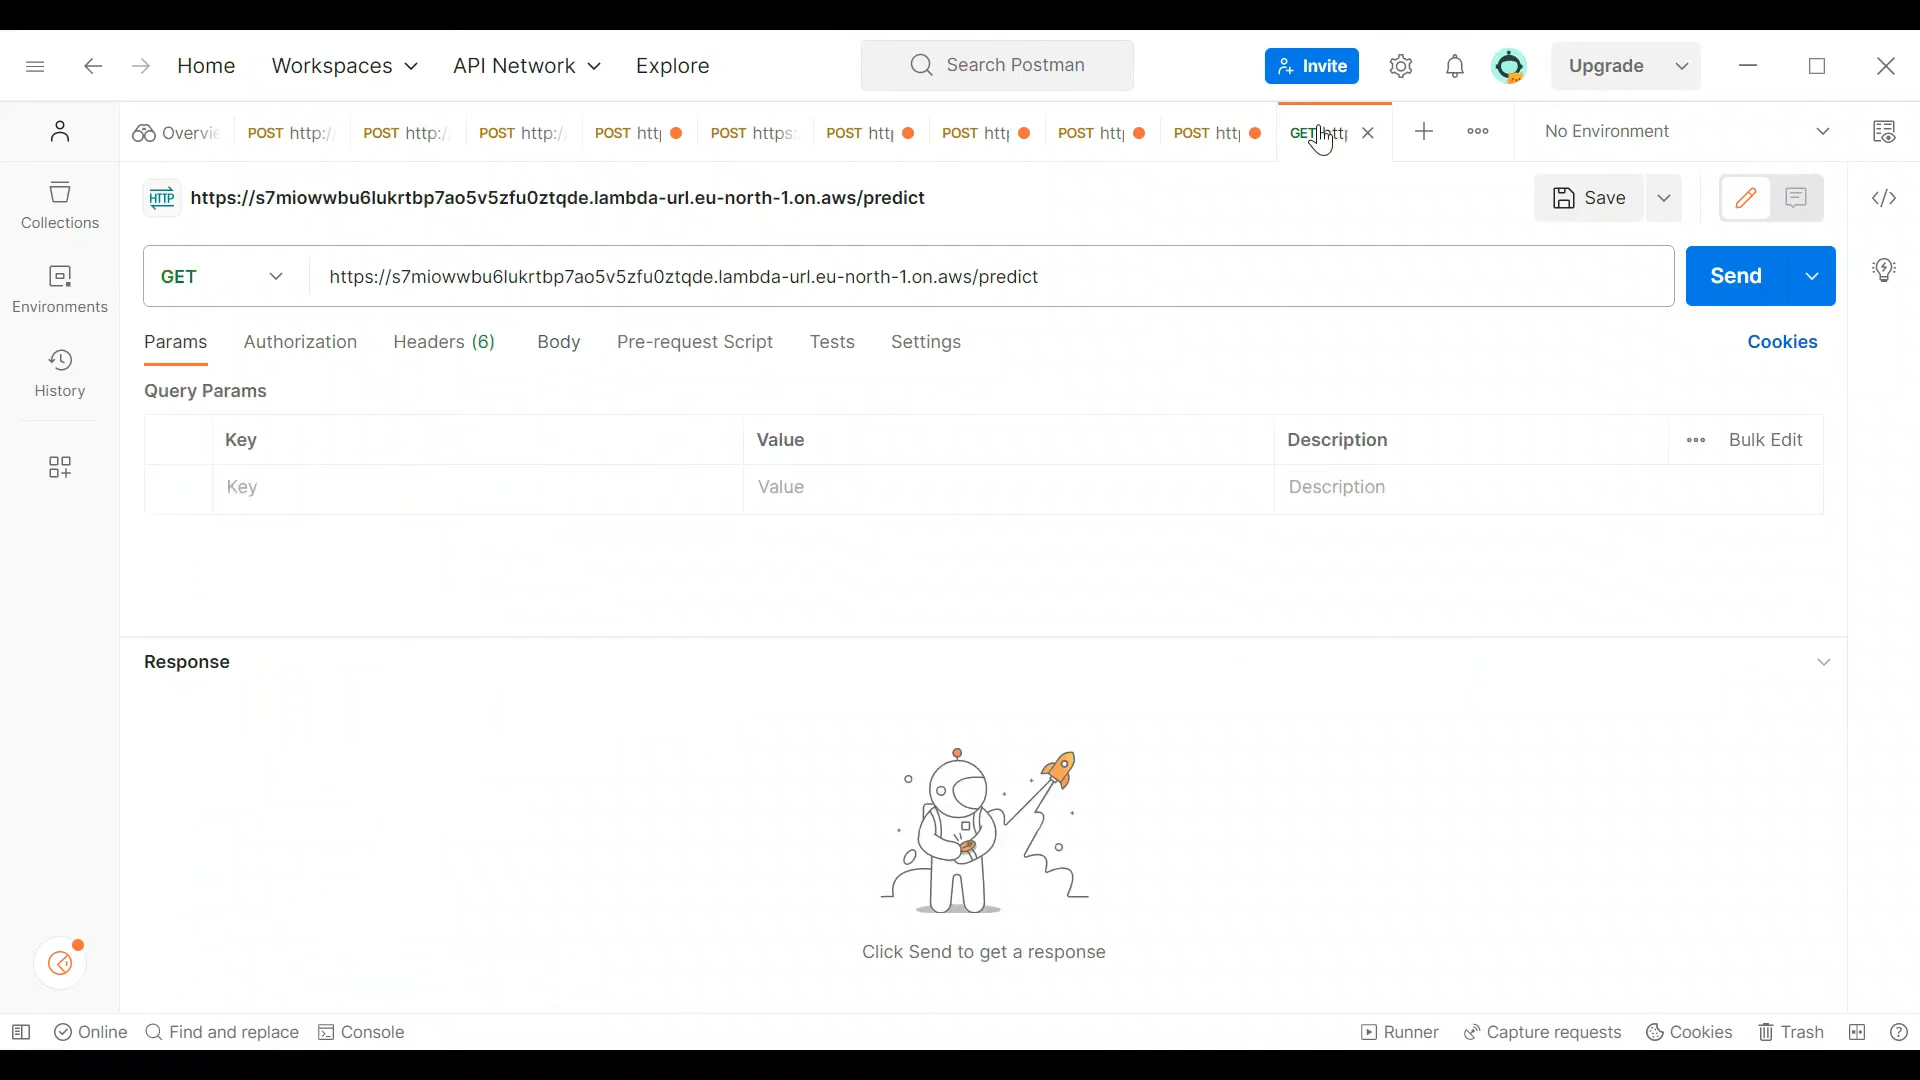 Home Workspaces API Network Explore Search Postman Invite Upgrade
Overvie POST http:/ POST http:/ POST http:/ POST htt POST https: POST htt POST htt POST htt POST htt GET htt No Environment
HTTP https://s7miowwbu6lukrtbp7ao5v5zfu0ztqde.lambda-url.eu-north-1.on.aws/predict Save
GET https://s7miowwbu6lukrtbp7ao5v5zfu0ztqde.lambda-url.eu-north-1.on.aws/predict Send
Collections
Environments
History
Params Authorization Headers (6) Body Pre-request Script Tests Settings Cookies
Query Params
Key Value Description Bulk Edit
Key Value Description
Response
Click Send to get a response
Online Find and replace Console Runner Capture requests Cookies Trash